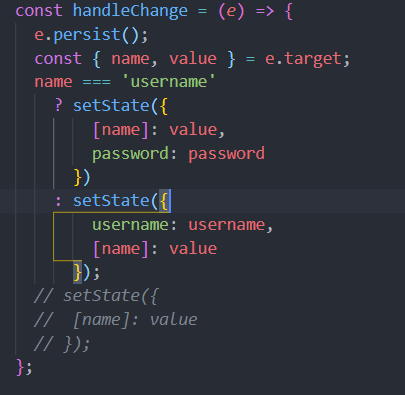 const handleChange = (e) => {
e.persist();
const { name, value } = e.target;
name === 'username'
? setState({
[name]: value,
password: password
})
: setState({
username: username,
[name]: value
});
// setState({
//  [name]: value
// });
};